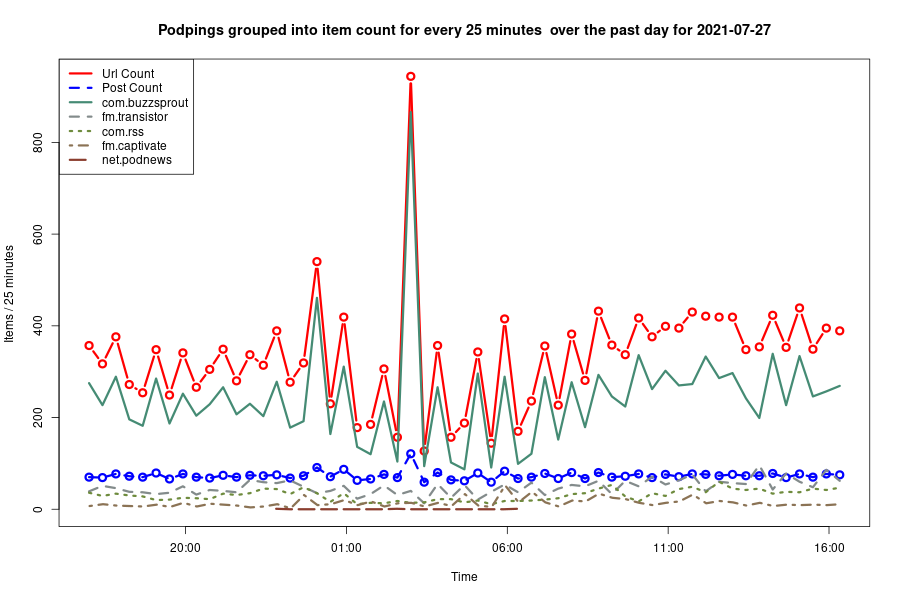 Podpings grouped into item count for every 25 minutes  over the past day for 2021-07-27
Url Count
Post Count
com.buzzsprout
fm.transistor
com.rss
fm.captivate
net.podnews
Items / 25 minutes
800
600
400
200
0
20:00 01:00 06:00 11:00 16:00
Time